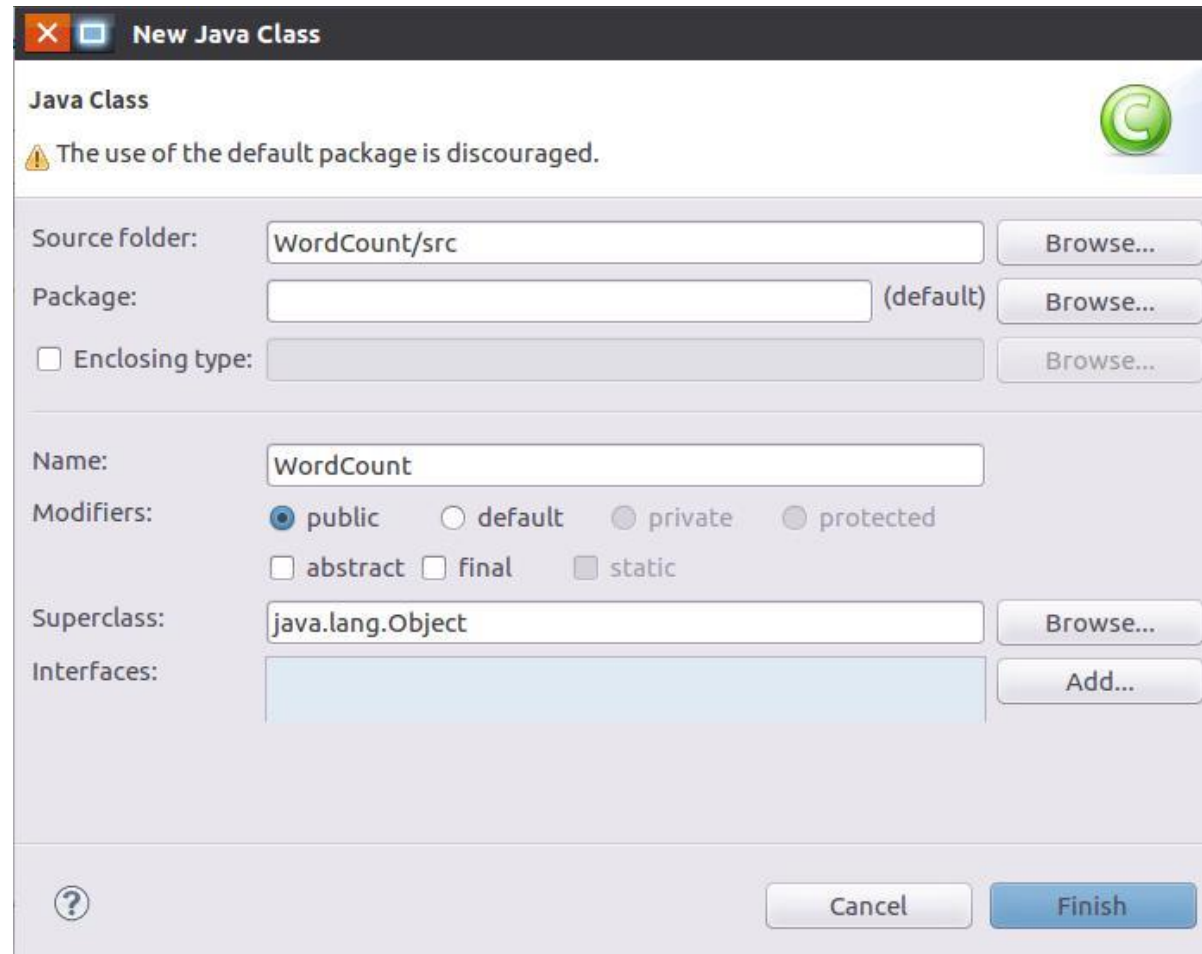 New Java Class
Java Class
The use of the default package is discouraged.
Source folder: WordCount/src Browse...
Package: (default) Browse...
Enclosing type: Browse...
Name: WordCount
Modifiers: public default private protected
abstract final static
Superclass: java.lang.Object Browse...
Interfaces: Add...
? Cancel Finish